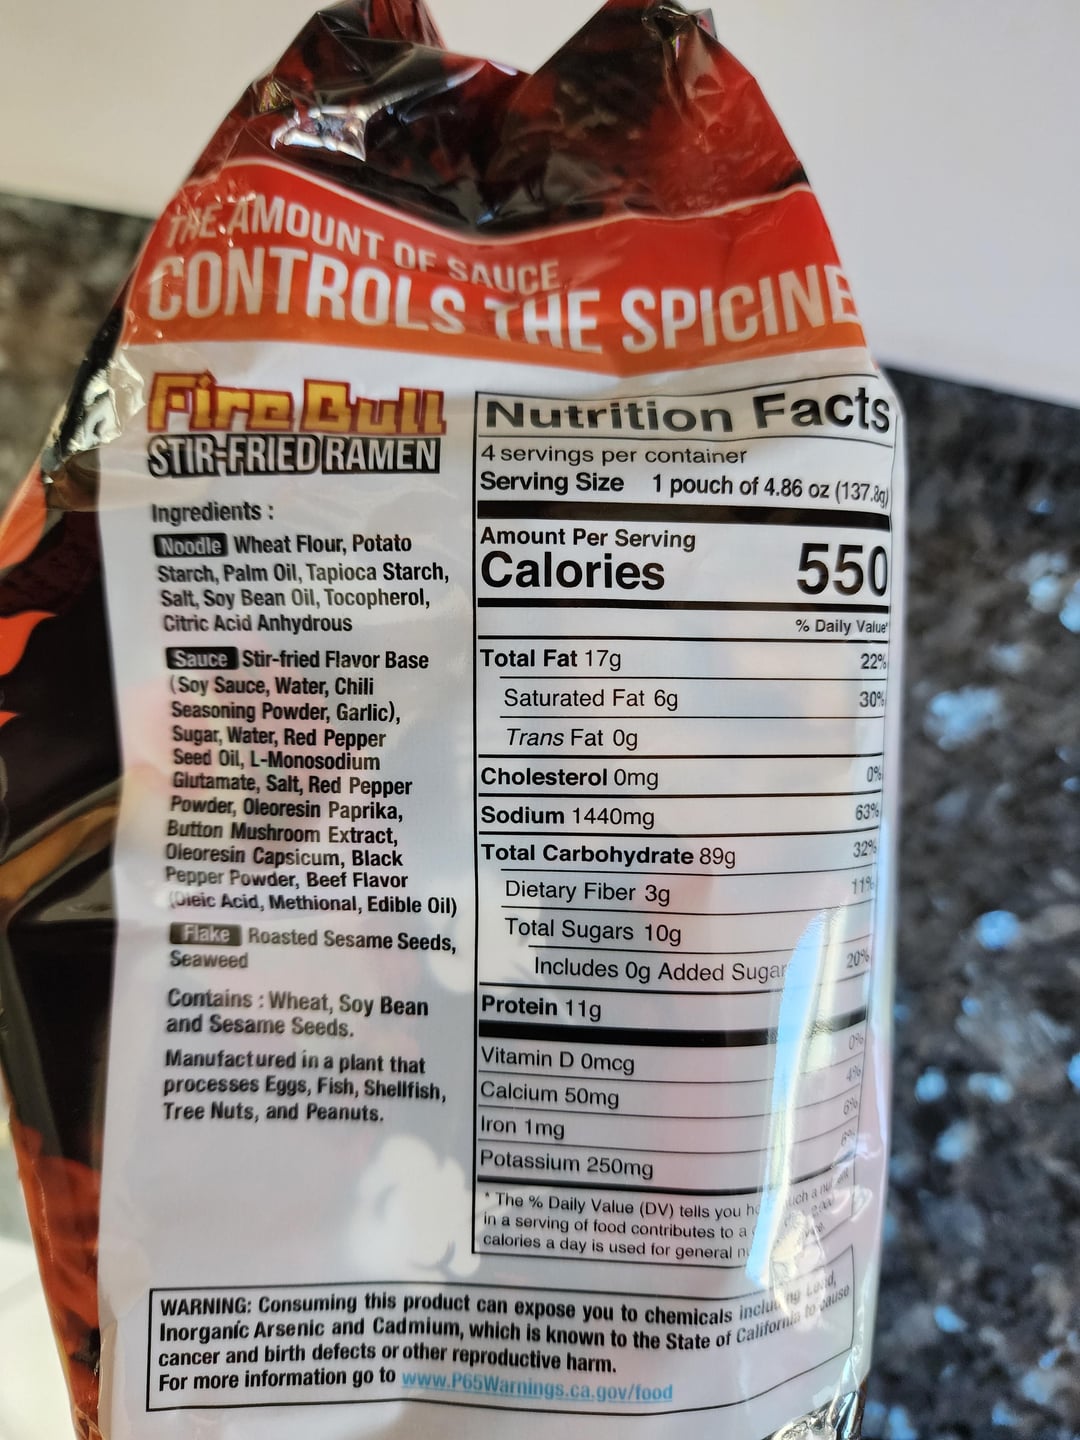 THE AMOUNT OF SAUCE
CONTROLS THE SPICINE
Fire Bull
STIR-FRIED RAMEN
Ingredients :
Noodle Wheat Flour, Potato
Starch, Palm Oil, Tapioca Starch,
Salt, Soy Bean Oil, Tocopherol,
Citric Acid Anhydrous
Sauce Stir-fried Flavor Base
(Soy Sauce, Water, Chili
Seasoning Powder, Garlic),
Sugar, Water, Red Pepper
Seed Oil, L-Monosodium
Glutamate, Salt, Red Pepper
Powder, Oleoresin Paprika,
Button Mushroom Extract,
Oleoresin Capsicum, Black
Pepper Powder, Beef Flavor
(Oleic Acid, Methional, Edible Oil)
Flake Roasted Sesame Seeds,
Seaweed
Contains : Wheat, Soy Bean
and Sesame Seeds.
Manufactured in a plant that
processes Eggs, Fish, Shellfish,
Tree Nuts, and Peanuts.
Nutrition Facts
4 servings per container
Serving Size 1 pouch of 4.86 oz (137.8g)
Amount Per Serving
Calories 550
% Daily Value*
Total Fat 17g 22%
Saturated Fat 6g 30%
Trans Fat 0g
Cholesterol 0mg 0%
Sodium 1440mg 63%
Total Carbohydrate 89g 32%
Dietary Fiber 3g 11%
Total Sugars 10g
Includes 0g Added Sugar 20%
Protein 11g
Vitamin D 0mcg 0%
Calcium 50mg 4%
Iron 1mg 6%
Potassium 250mg 6%
* The % Daily Value (DV) tells you how much a nutrient
in a serving of food contributes to a 2,000
calories a day is used for general
WARNING: Consuming this product can expose you to chemicals including Lead,
Inorganic Arsenic and Cadmium, which is known to the State of California to cause
cancer and birth defects or other reproductive harm.
For more information go to www.P65Warnings.ca.gov/food